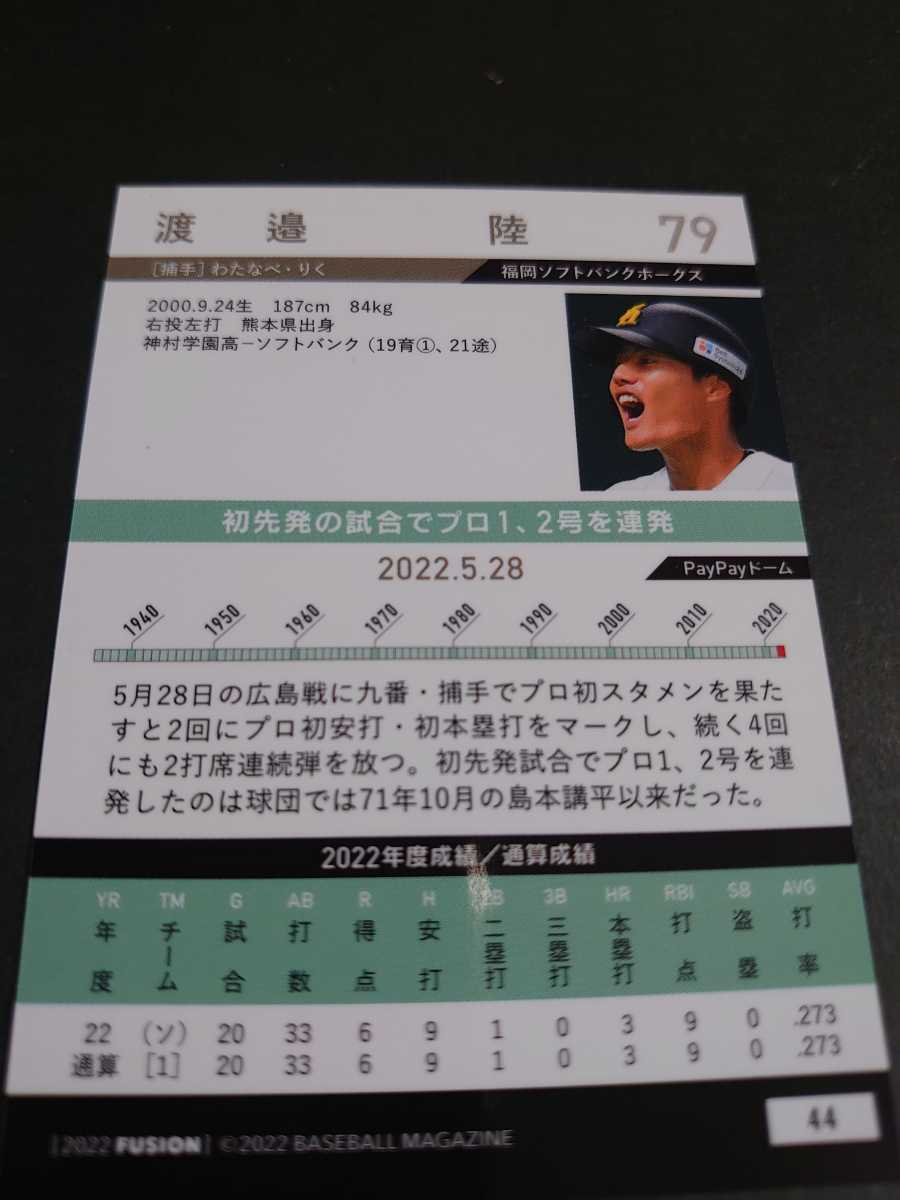 渡邉 陸 79
[捕手] わたなべ・りく 福岡ソフトバンクホークス
2000.9.24生 187cm 84kg
右投左打 熊本県出身
神村学園高－ソフトバンク（19育①、21途）
初先発の試合でプロ1、2号を連発
2022.5.28 PayPayドーム
1940 1950 1960 1970 1980 1990 2000 2010 2020
5月28日の広島戦に九番・捕手でプロ初スタメンを果た
すと2回にプロ初安打・初本塁打をマークし、続く4回
にも2打席連続弾を放つ。初先発試合でプロ1、2号を連
発したのは球団では71年10月の島本講平以来だった。
2022年度成績／通算成績
YR TM G AB R H 2B 3B HR RBI SB AVG
年度 チーム 試合 打数 得点 安打 二塁打 三塁打 本塁打 打点 盗塁 打率
22 (ソ) 20 33 6 9 1 0 3 9 0 .273
通算 [1] 20 33 6 9 1 0 3 9 0 .273
44
[2022 FUSION] ©2022 BASEBALL MAGAZINE